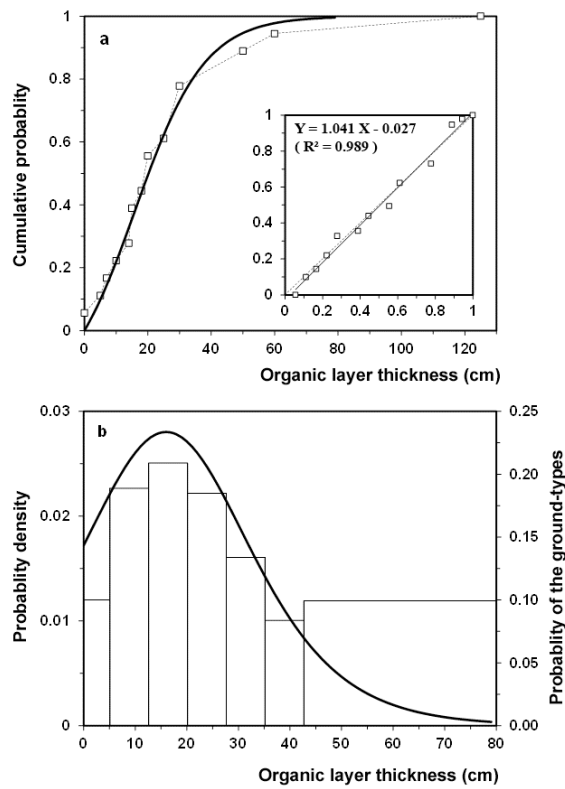 a
Cumulative probablity
1
0.8
0.6
0.4
0.2
0
0 20 40 60 80 100 120
Organic layer thickness (cm)
Y = 1.041 X - 0.027
( R² = 0.989 )
1
0.8
0.6
0.4
0.2
0
0 0.2 0.4 0.6 0.8 1
b
Probablity density
0.03
0.02
0.01
0
0 10 20 30 40 50 60 70 80
Organic layer thickness (cm)
0.25
0.20
0.15
0.10
0.05
0.00
Probablity of the ground-types